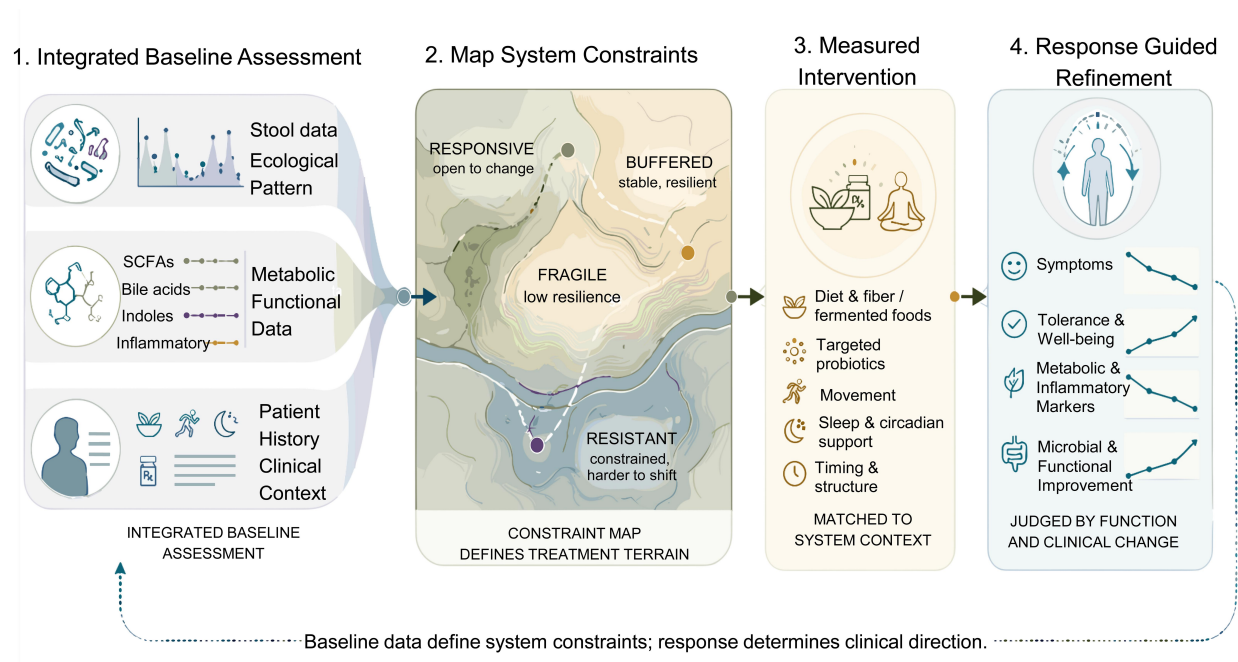 1. Integrated Baseline Assessment
Stool data
Ecological
Pattern
SCFAs
Bile acids
Indoles
Inflammatory
Metabolic
Functional
Data
Patient
History
Clinical
Context
Rx
INTEGRATED BASELINE
ASSESSMENT
2. Map System Constraints
RESPONSIVE
open to change
BUFFERED
stable, resilient
FRAGILE
low resilience
RESISTANT
constrained,
harder to shift
CONSTRAINT MAP
DEFINES TREATMENT TERRAIN
3. Measured
Intervention
Diet & fiber /
fermented foods
Targeted
probiotics
Movement
Sleep & circadian
support
Timing &
structure
MATCHED TO
SYSTEM CONTEXT
4. Response Guided
Refinement
Symptoms
Tolerance &
Well-being
Metabolic &
Inflammatory
Markers
Microbial &
Functional
Improvement
JUDGED BY FUNCTION
AND CLINICAL CHANGE
Baseline data define system constraints; response determines clinical direction.